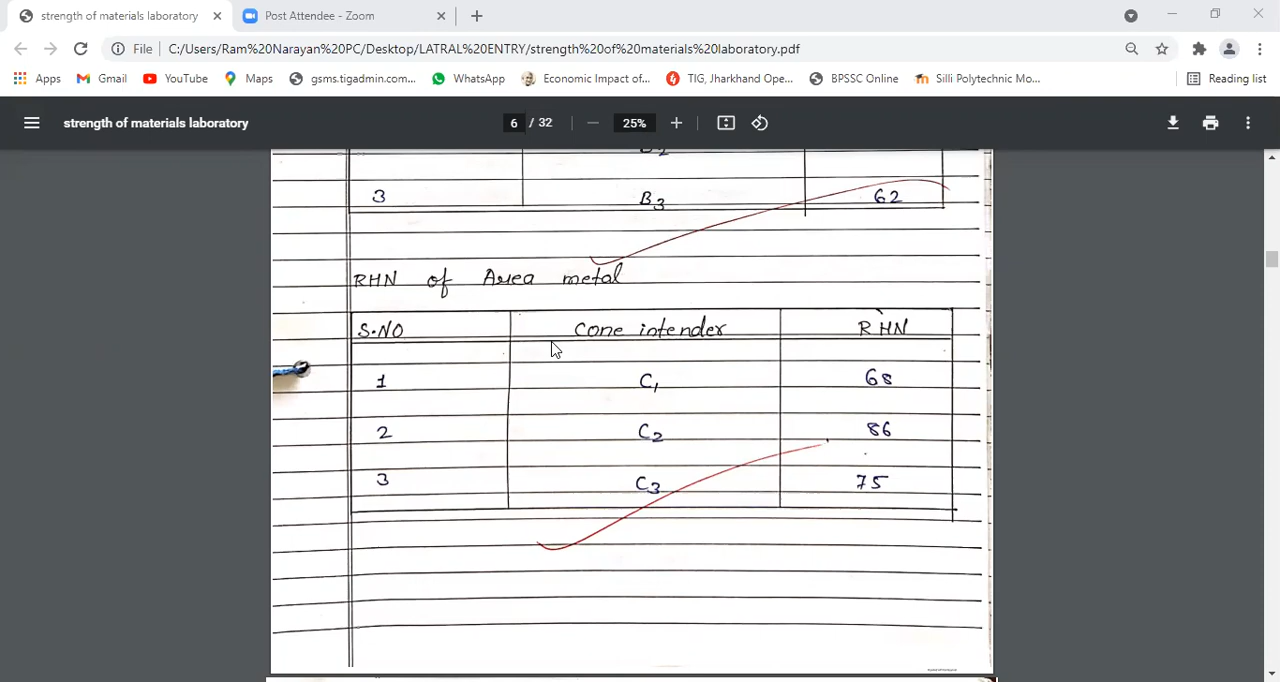 strength of materials laboratory
Post Attendee - Zoom
File C:/Users/Ram%20Narayan%20PC/Desktop/LATRAL%20ENTRY/strength%20of%20materials%20laboratory.pdf
Apps Gmail YouTube Maps gsms.tigadmin.com... WhatsApp Economic Impact of... TIG, Jharkhand Ope... BPSSC Online Silli Polytechnic Mo... Reading list
strength of materials laboratory 6 / 32 25%
3 B3 62
RHN of Area metal
S.NO Cone intender RHN
1 C1 68
2 C2 86
3 C3 75